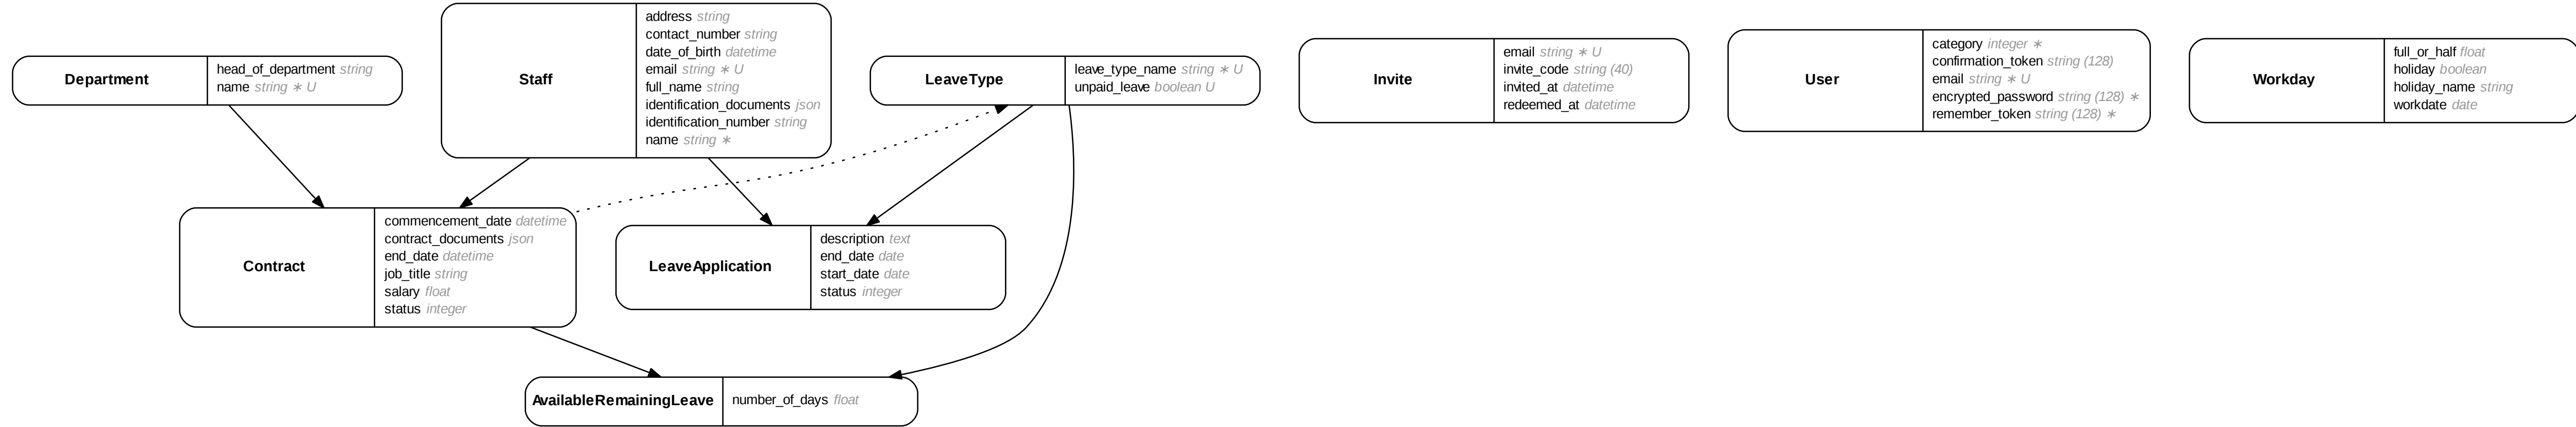 Department
head_of_department string
name string ∗ U
Staff
address string
contact_number string
date_of_birth datetime
email string ∗ U
full_name string
identification_documents json
identification_number string
name string ∗
LeaveType
leave_type_name string ∗ U
unpaid_leave boolean U
Invite
email string ∗ U
invite_code string (40)
invited_at datetime
redeemed_at datetime
User
category integer ∗
confirmation_token string (128)
email string ∗ U
encrypted_password string (128) ∗
remember_token string (128) ∗
Workday
full_or_half float
holiday boolean
holiday_name string
workdate date
Contract
commencement_date datetime
contract_documents json
end_date datetime
job_title string
salary float
status integer
LeaveApplication
description text
end_date date
start_date date
status integer
AvailableRemainingLeave
number_of_days float